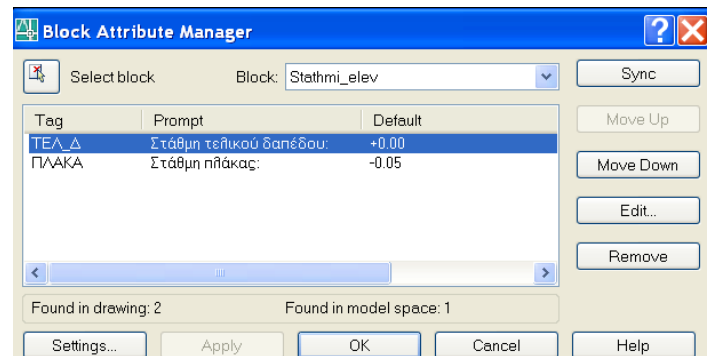 Block Attribute Manager
Select block Block: Stathmi_elev Sync
Tag Prompt Default Move Up
ΤΕΛ_Δ Στάθμη τελικού δαπέδου: +0.00
ΠΛΑΚΑ Στάθμη πλάκας: -0.05 Move Down
Edit...
Remove
Found in drawing: 2 Found in model space: 1
Settings... Apply OK Cancel Help